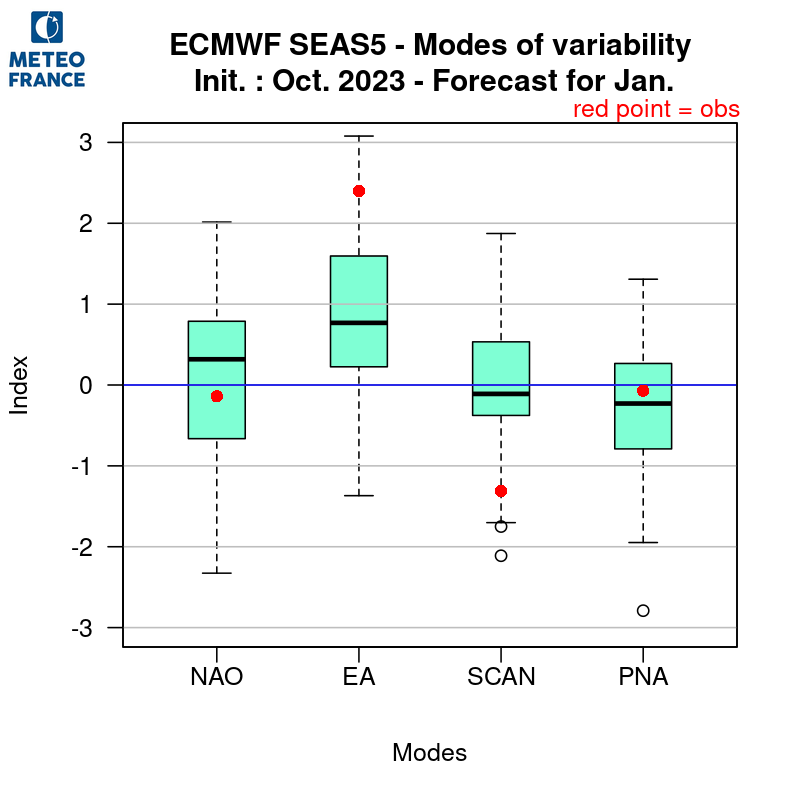 METEO
FRANCE
ECMWF SEAS5 - Modes of variability
Init. : Oct. 2023 - Forecast for Jan.
red point = obs
3
2
1
0
-1
-2
-3
Index
NAO EA SCAN PNA
Modes